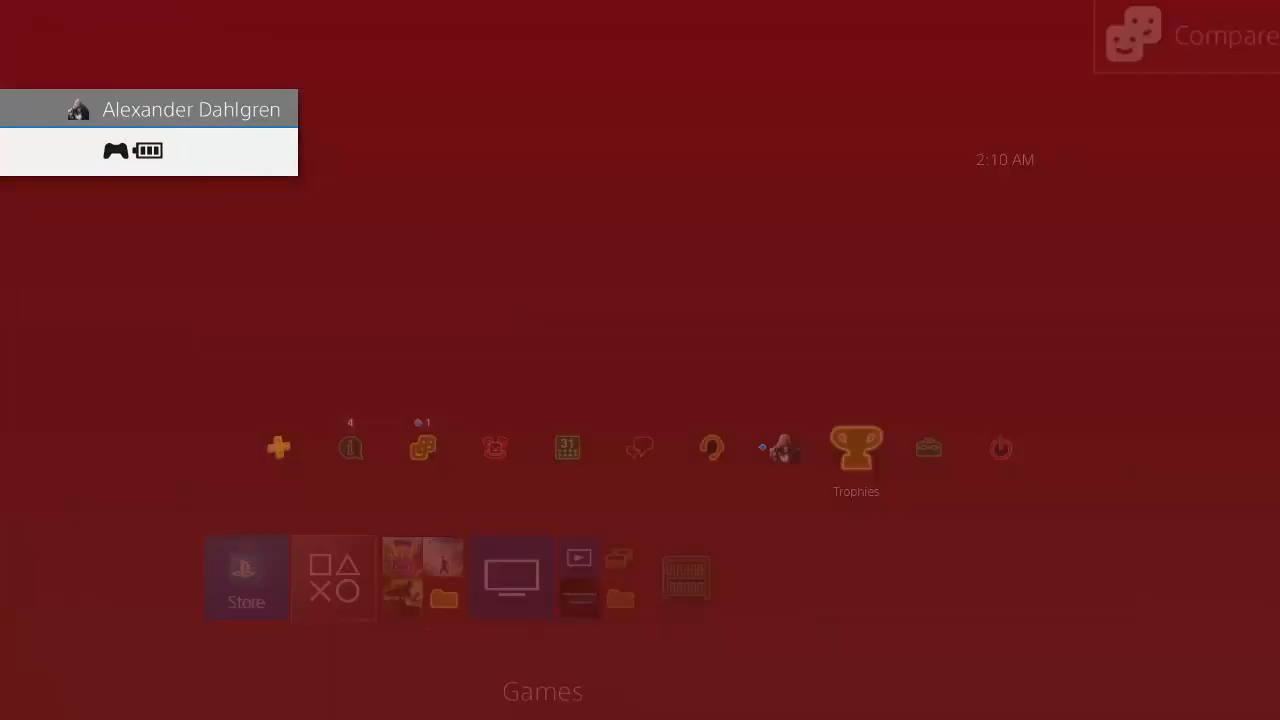 Compare
Alexander Dahlgren
2:10 AM
4
1
31
Trophies
Store
Games